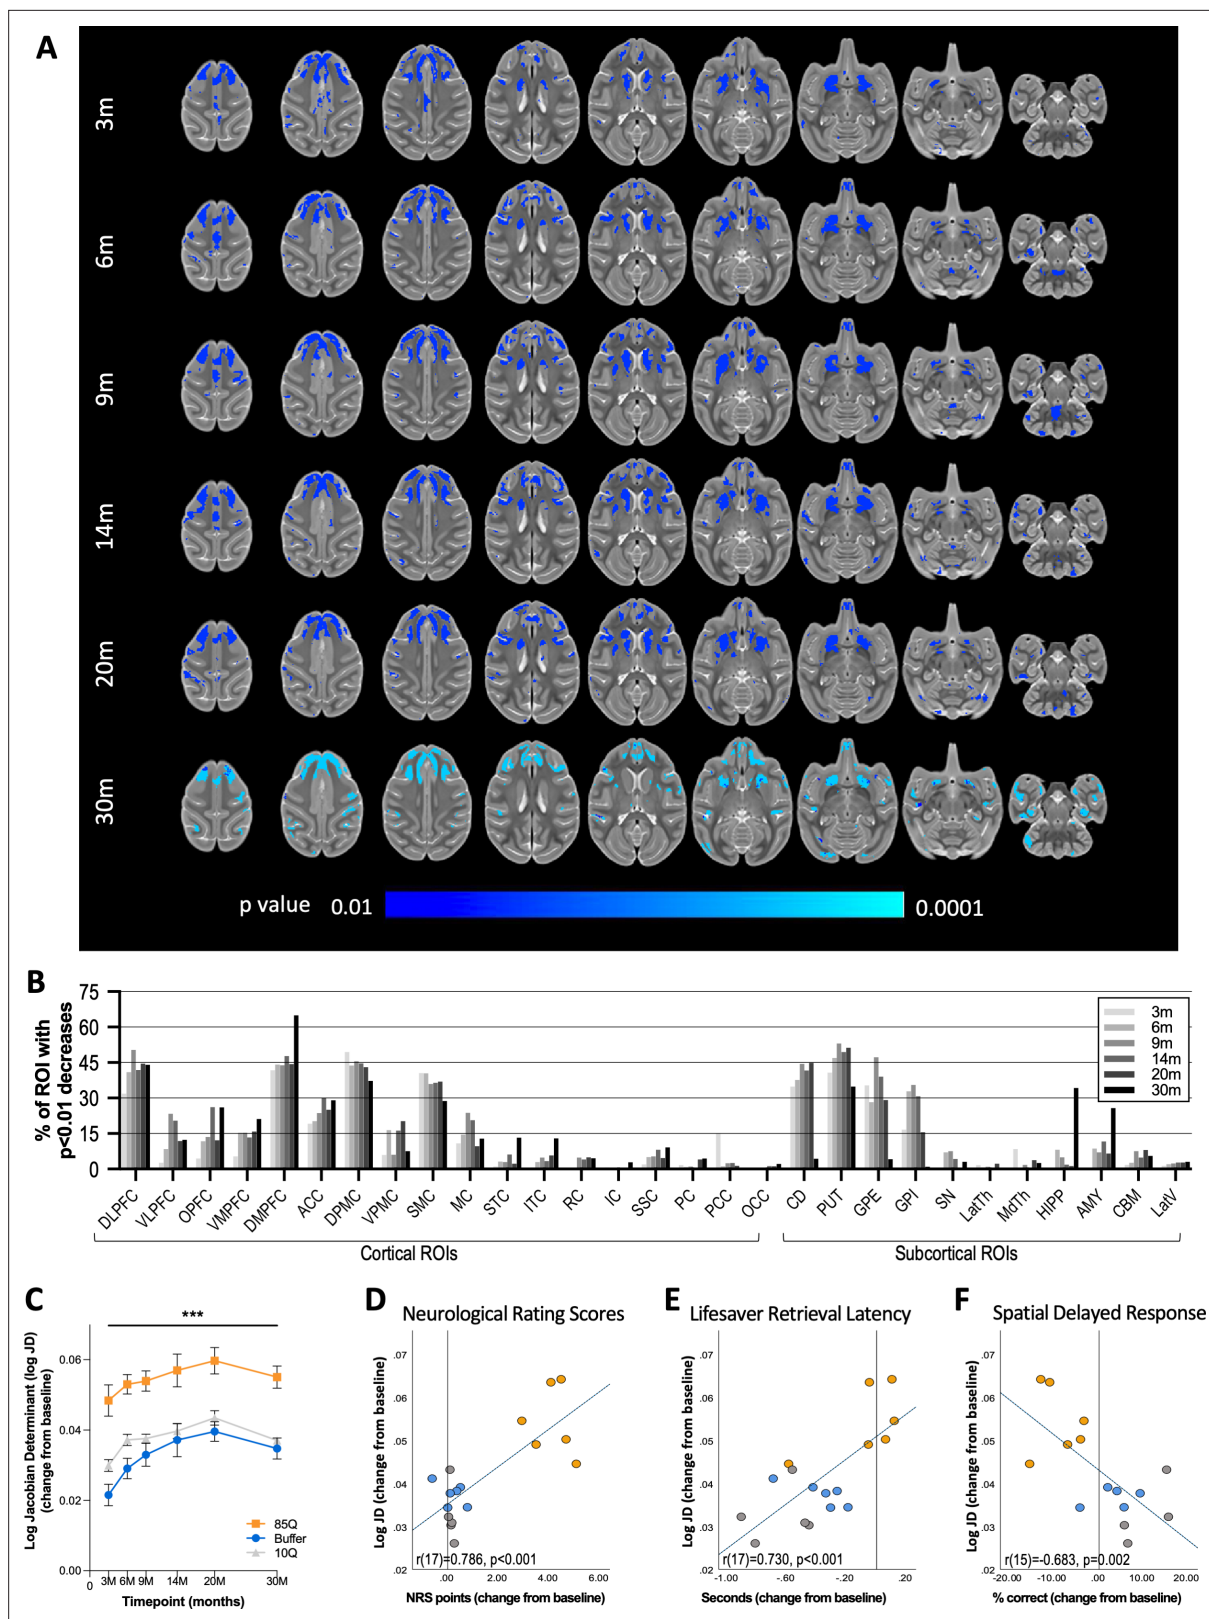 A
3m
6m
9m
14m
20m
30m
p value 0.01 0.0001
B
% of ROI with
p<0.01 decreases
75
60
45
30
15
0
3m
6m
9m
14m
20m
30m
DLPFC VLPFC OPFC VMPFC DMPFC ACC DPMC VPMC SMC MC STC ITC RC IC SSC PC PCC OCC CD PUT GPE GPI SN LatTh MdTh HIPP AMY CBM LatV
Cortical ROIs Subcortical ROIs
C
***
Log Jacobian Determinant (log JD)
(change from baseline)
0.06
0.04
0.02
0.00
85Q
Buffer
10Q
0 3M 6M 9M 14M 20M 30M
Timepoint (months)
D Neurological Rating Scores
Log JD (change from baseline)
.07
.06
.05
.04
.03
.02
r(17)=0.786, p<0.001
.00 2.00 4.00 6.00
NRS points (change from baseline)
E Lifesaver Retrieval Latency
Log JD (change from baseline)
.07
.06
.05
.04
.03
.02
r(17)=0.730, p<0.001
-1.00 -.60 -.20 .20
Seconds (change from baseline)
F Spatial Delayed Response
Log JD (change from baseline)
.07
.06
.05
.04
.03
.02
r(15)=-0.683, p=0.002
-20.00 -10.00 .00 10.00 20.00
% correct (change from baseline)